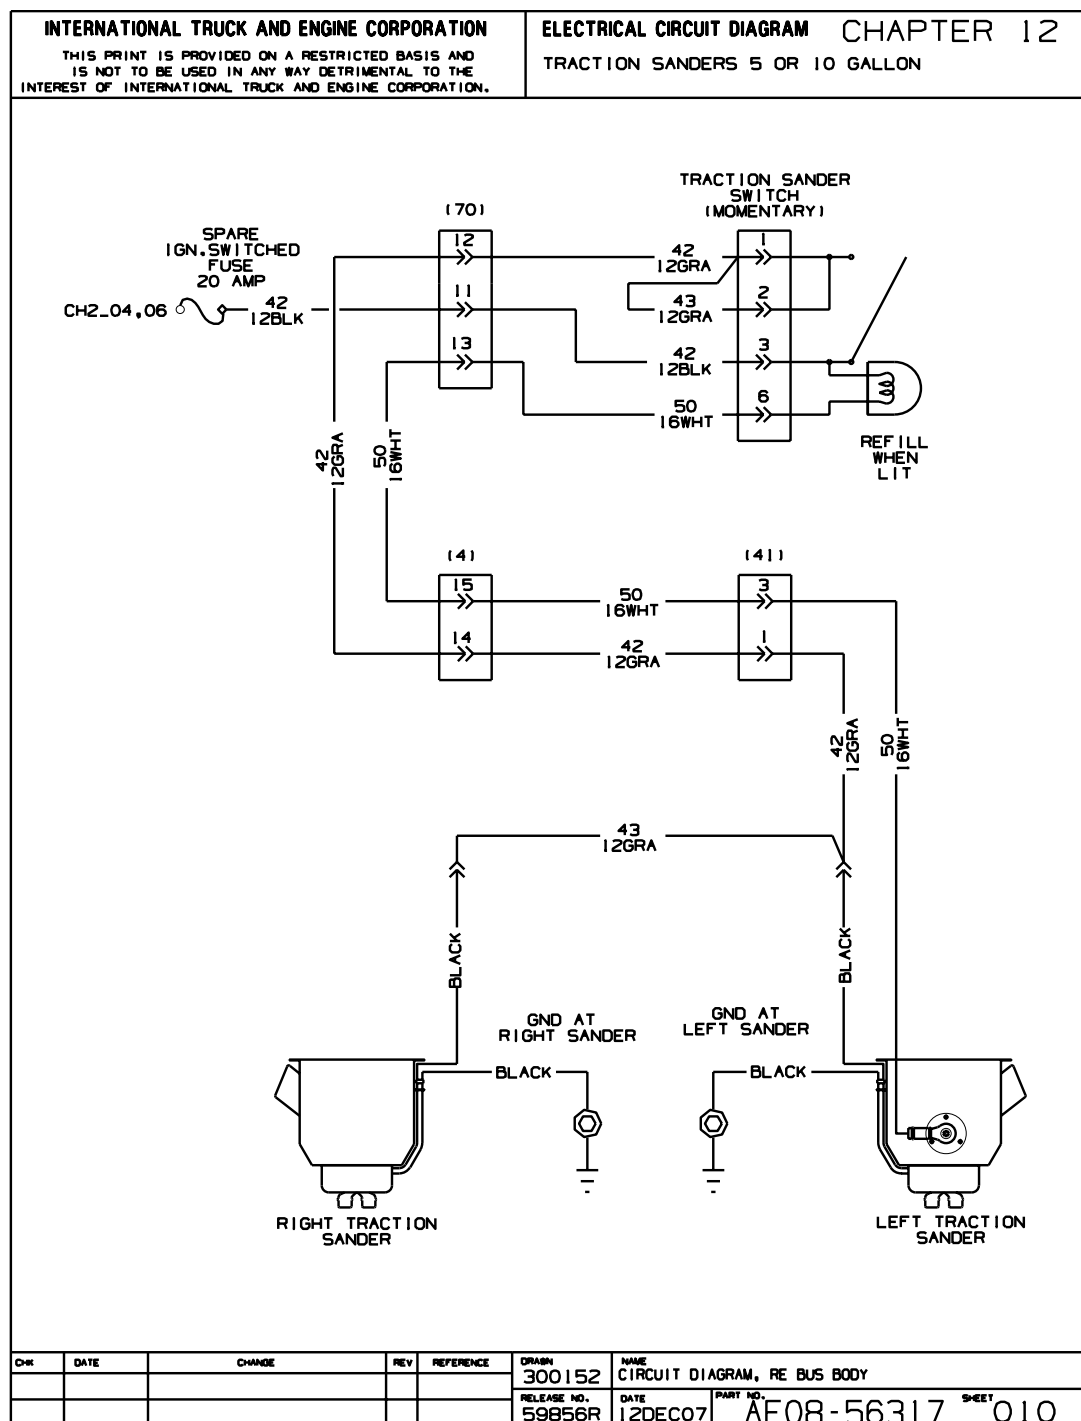 INTERNATIONAL TRUCK AND ENGINE CORPORATION
THIS PRINT IS PROVIDED ON A RESTRICTED BASIS AND
IS NOT TO BE USED IN ANY WAY DETRIMENTAL TO THE
INTEREST OF INTERNATIONAL TRUCK AND ENGINE CORPORATION.
ELECTRICAL CIRCUIT DIAGRAM CHAPTER 12
TRACTION SANDERS 5 OR 10 GALLON
TRACTION SANDER
SWITCH
(MOMENTARY)
(70)
SPARE
IGN.SWITCHED
FUSE
20 AMP
CH2_04,06
42
12BLK
12
11
13
42
12GRA
43
12GRA
42
12BLK
50
16WHT
1
2
3
6
REFILL
WHEN
LIT
42
12GRA
50
16WHT
(4)
15
14
50
16WHT
42
12GRA
(41)
3
1
42
12GRA
50
16WHT
43
12GRA
BLACK
BLACK
GND AT
RIGHT SANDER
GND AT
LEFT SANDER
BLACK
BLACK
RIGHT TRACTION
SANDER
LEFT TRACTION
SANDER
CHK DATE CHANGE REV REFERENCE
DRAWN
300152
NAME
CIRCUIT DIAGRAM, RE BUS BODY
RELEASE NO.
59856R
DATE
12DEC07
PART NO.
AE08-56317
SHEET
010